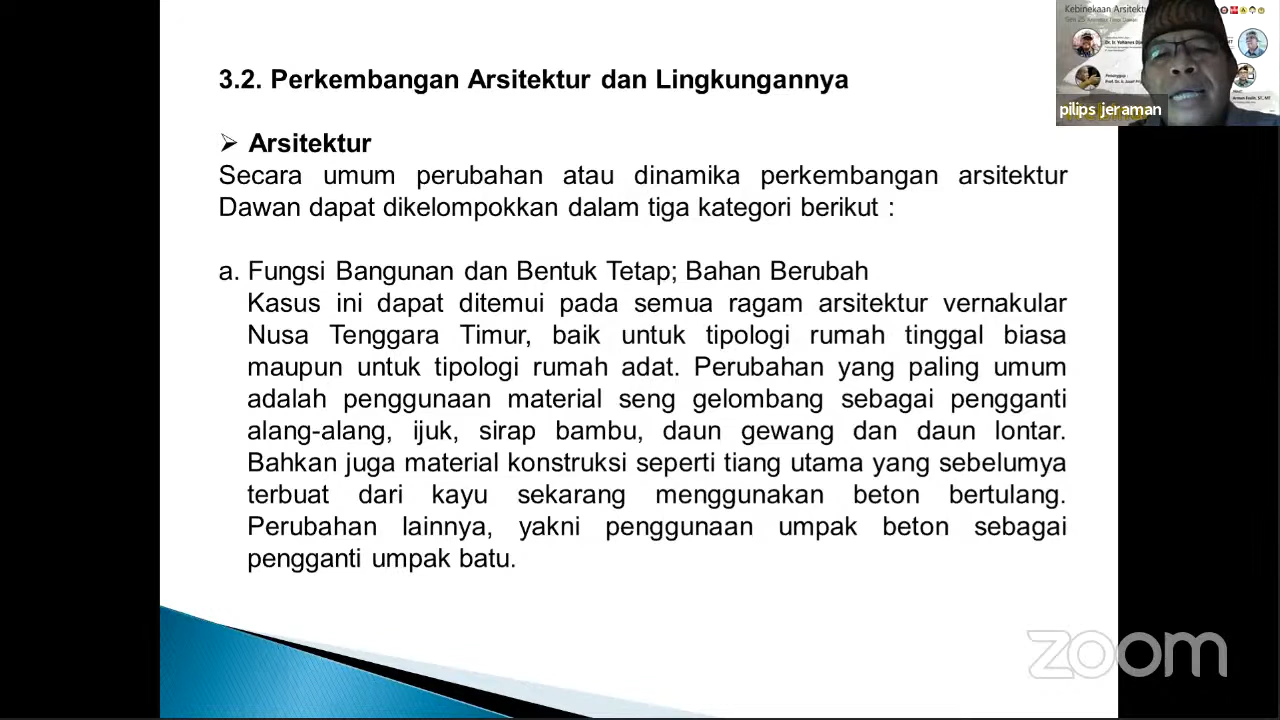 3.2. Perkembangan Arsitektur dan Lingkungannya
➢ Arsitektur
Secara umum perubahan atau dinamika perkembangan arsitektur
Dawan dapat dikelompokkan dalam tiga kategori berikut :
a. Fungsi Bangunan dan Bentuk Tetap; Bahan Berubah
Kasus ini dapat ditemui pada semua ragam arsitektur vernakular
Nusa Tenggara Timur, baik untuk tipologi rumah tinggal biasa
maupun untuk tipologi rumah adat. Perubahan yang paling umum
adalah penggunaan material seng gelombang sebagai pengganti
alang-alang, ijuk, sirap bambu, daun gewang dan daun lontar.
Bahkan juga material konstruksi seperti tiang utama yang sebelumya
terbuat dari kayu sekarang menggunakan beton bertulang.
Perubahan lainnya, yakni penggunaan umpak beton sebagai
pengganti umpak batu.
Kebinekaan Arsitektu
pilips jeraman
zoom